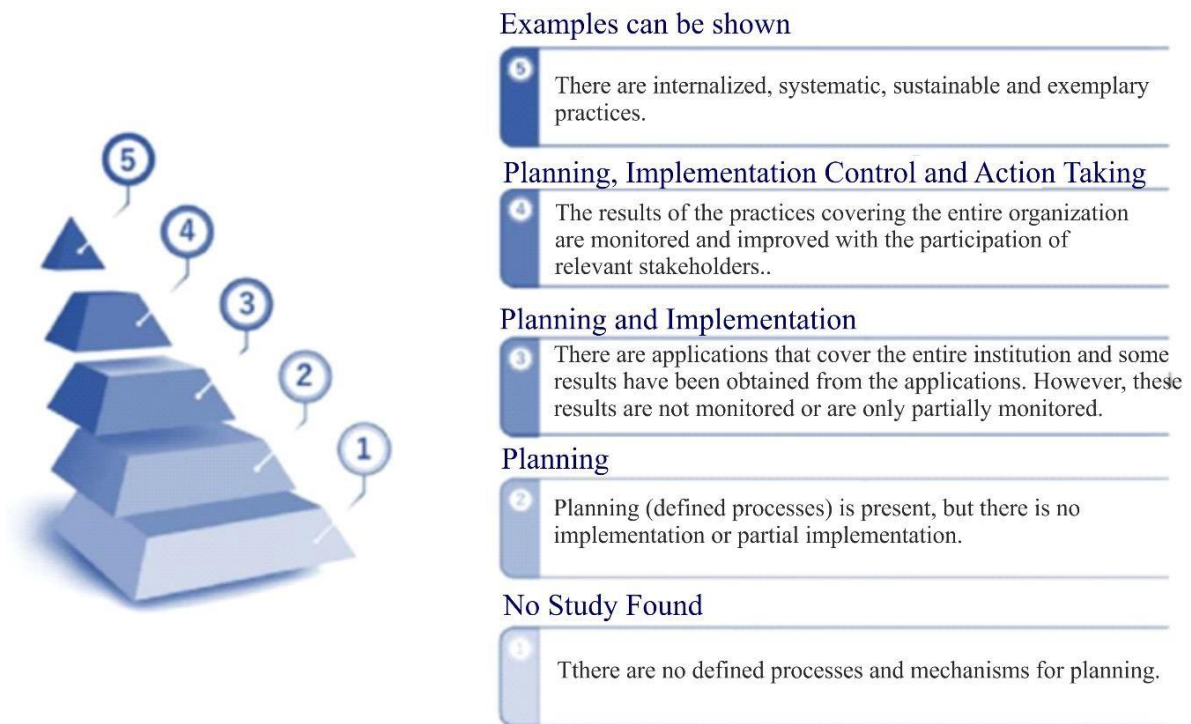 5
4
3
2
1
Examples can be shown
5
There are internalized, systematic, sustainable and exemplary
practices.
Planning, Implementation Control and Action Taking
4
The results of the practices covering the entire organization
are monitored and improved with the participation of
relevant stakeholders..
Planning and Implementation
3
There are applications that cover the entire institution and some
results have been obtained from the applications. However, these
results are not monitored or are only partially monitored.
Planning
2
Planning (defined processes) is present, but there is no
implementation or partial implementation.
No Study Found
1
Tthere are no defined processes and mechanisms for planning.